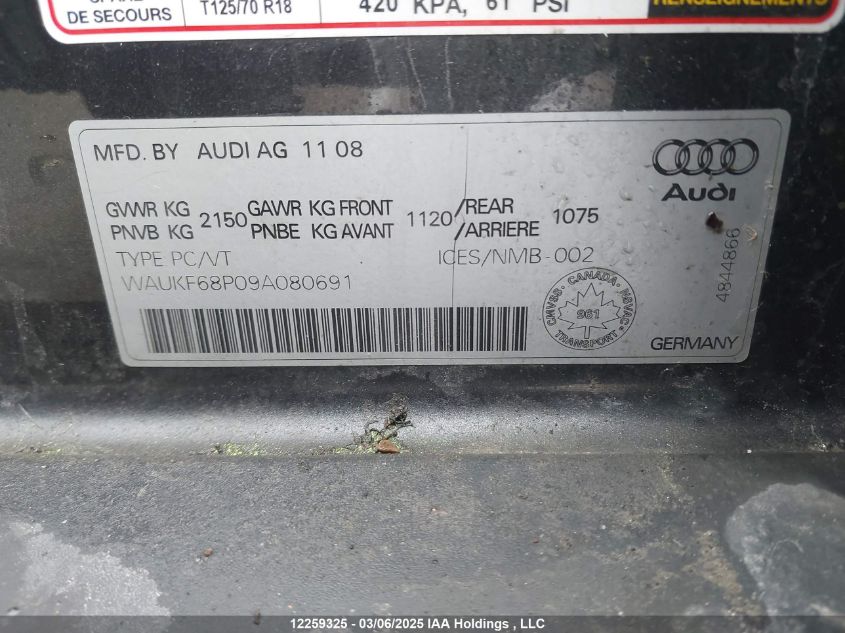 DE SECOURS T125/70 R18 420 KPA, 61 PSI RENSEIGNEMENTS
MFD. BY AUDI AG 11 08
Audi
GVWR KG 2150 GAWR KG FRONT 1120 /REAR 1075
PNVB KG PNBE KG AVANT /ARRIERE
TYPE PC/VT ICES/NMB-002
WAUKF68P09A080691
4844866
CMVSS · CANADA · NSVAC
961
TRANSPORT
GERMANY
12259325 - 03/06/2025 IAA Holdings , LLC